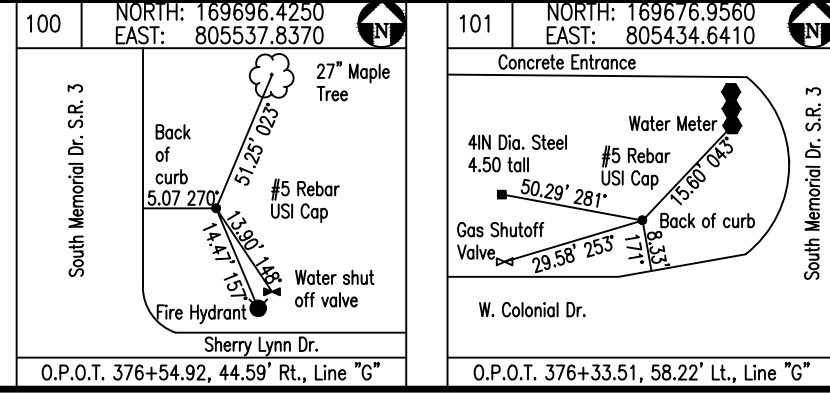 100
NORTH: 169696.4250
EAST: 805537.8370
N
27" Maple
Tree
South Memorial Dr. S.R. 3
Back
of
curb
51.25' 023°
5.07 270°
#5 Rebar
USI Cap
13.90' 148°
14.47' 157°
Water shut
off valve
Fire Hydrant
Sherry Lynn Dr.
O.P.O.T. 376+54.92, 44.59' Rt., Line "G"
101
NORTH: 169676.9560
EAST: 805434.6410
N
Concrete Entrance
South Memorial Dr. S.R. 3
Water Meter
4IN Dia. Steel
4.50 tall
#5 Rebar
USI Cap
15.60' 043°
50.29' 281°
Back of curb
Gas Shutoff
Valve
29.58' 253°
8.33'
171°
W. Colonial Dr.
O.P.O.T. 376+33.51, 58.22' Lt., Line "G"